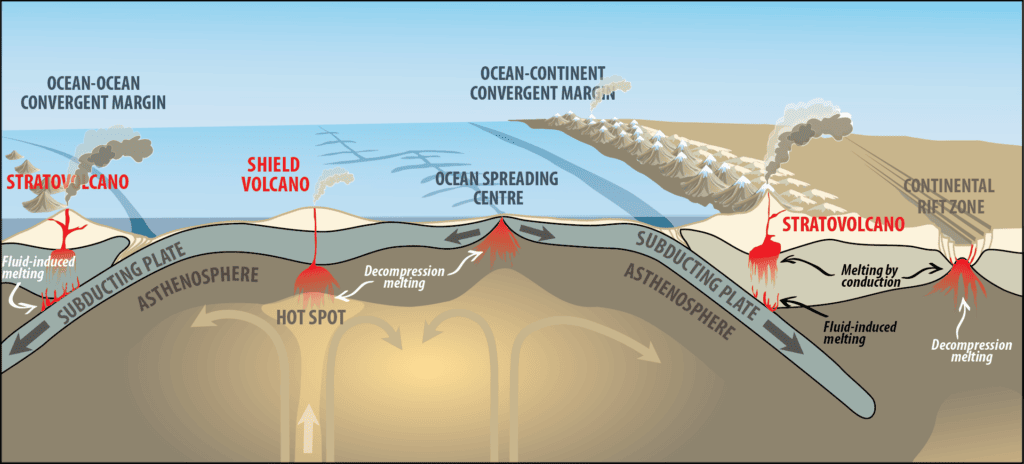 OCEAN-OCEAN
CONVERGENT MARGIN
OCEAN-CONTINENT
CONVERGENT MARGIN
STRATOVOLCANO
SHIELD
VOLCANO
OCEAN SPREADING
CENTRE
CONTINENTAL
RIFT ZONE
STRATOVOLCANO
Fluid-induced
melting
SUBDUCTING PLATE
ASTHENOSPHERE
Decompression
melting
HOT SPOT
SUBDUCTING PLATE
ASTHENOSPHERE
Melting by
conduction
Fluid-induced
melting
Decompression
melting